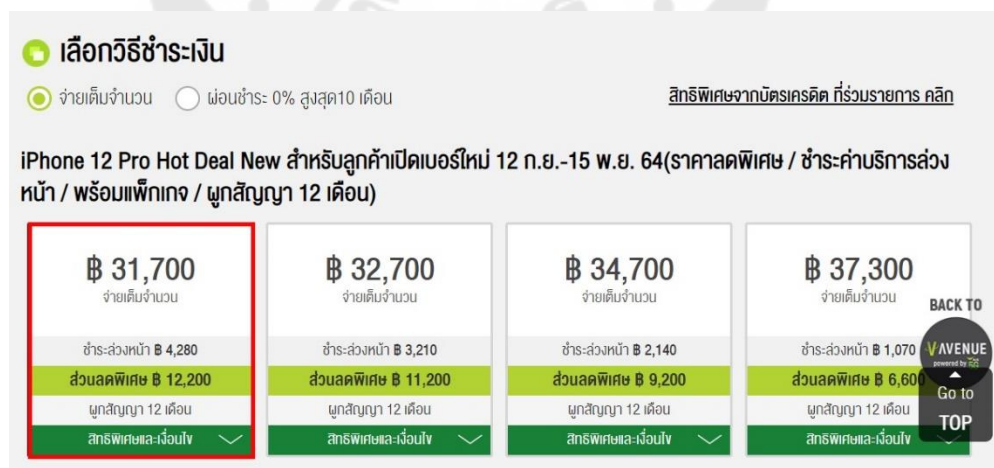 เลือกวิธีชำระเงิน
จ่ายเต็มจำนวน ผ่อนชำระ 0% สูงสุด10 เดือน สิทธิพิเศษจากบัตรเครดิต ที่ร่วมรายการ คลิก
iPhone 12 Pro Hot Deal New สำหรับลูกค้าเปิดเบอร์ใหม่ 12 ก.ย.-15 พ.ย. 64(ราคาลดพิเศษ / ชำระค่าบริการล่วง
หน้า / พร้อมแพ็กเกจ / ผูกสัญญา 12 เดือน)
฿ 31,700 ฿ 32,700 ฿ 34,700 ฿ 37,300
จ่ายเต็มจำนวน จ่ายเต็มจำนวน จ่ายเต็มจำนวน จ่ายเต็มจำนวน
BACK TO
ชำระล่วงหน้า ฿ 4,280 ชำระล่วงหน้า ฿ 3,210 ชำระล่วงหน้า ฿ 2,140 ชำระล่วงหน้า ฿ 1,070
V AVENUE
powered by
ส่วนลดพิเศษ ฿ 12,200 ส่วนลดพิเศษ ฿ 11,200 ส่วนลดพิเศษ ฿ 9,200 ส่วนลดพิเศษ ฿ 6,600
Go to
ผูกสัญญา 12 เดือน ผูกสัญญา 12 เดือน ผูกสัญญา 12 เดือน ผูกสัญญา 12 เดือน
TOP
สิทธิพิเศษและเงื่อนไข สิทธิพิเศษและเงื่อนไข สิทธิพิเศษและเงื่อนไข สิทธิพิเศษและเงื่อนไข